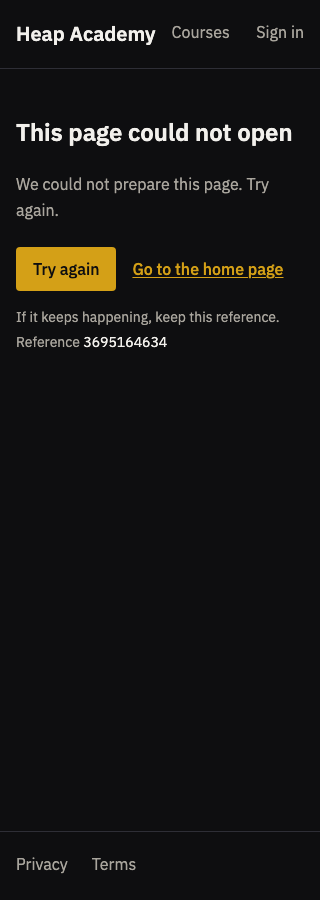 Heap Academy Courses Sign in
This page could not open
We could not prepare this page. Try
again.
Try again Go to the home page
If it keeps happening, keep this reference.
Reference 3695164634
Privacy Terms